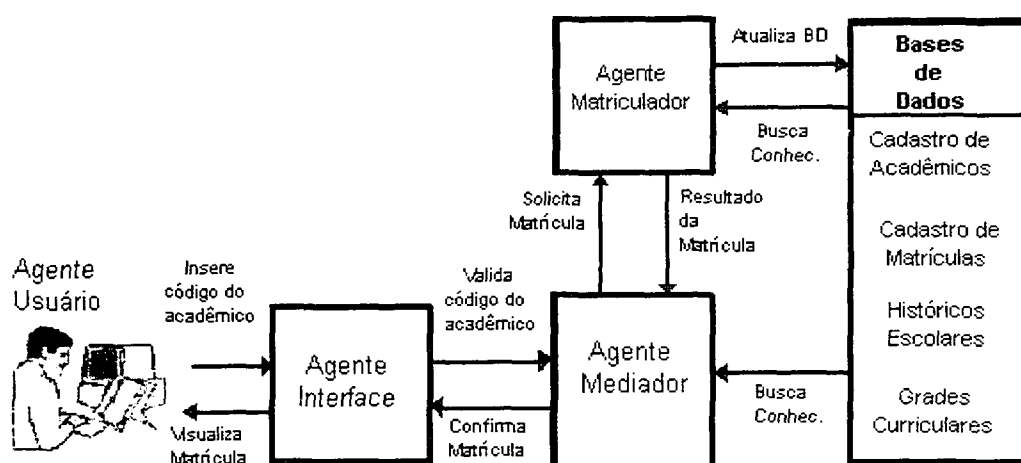 Agente
Usuário
Insere
código do
acadêmico
Visualiza
Matrícula
Agente
Interface
Valida
código do
acadêmico
Confirma
Matrícula
Agente
Mediador
Solicita
Matrícula
Resultado
da
Matrícula
Agente
Matriculador
Atualiza BD
Busca
Conhec.
Busca
Conhec.
Bases
de
Dados
Cadastro de
Acadêmicos
Cadastro de
Matrículas
Históricos
Escolares
Grades
Curriculares